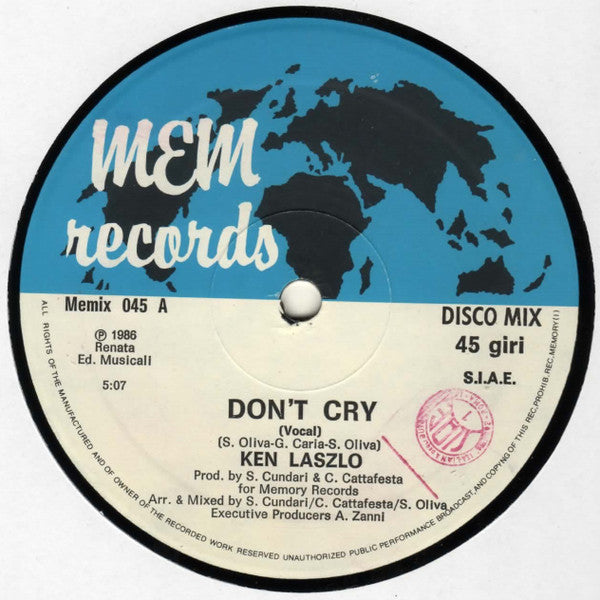 MEM
records
Memix 045 A
℗ 1986
Renata
Ed. Musicali
5:07
DISCO MIX
45 giri
S.I.A.E.
DON'T CRY
(Vocal)
(S. Oliva-G. Caria-S. Oliva)
KEN LASZLO
Prod. by S. Cundari & C. Cattafesta
for Memory Records
Arr. & Mixed by S. Cundari/C. Cattafesta/S. Oliva
Executive Producers A. Zanni
ALL RIGHTS OF THE MANUFACTURED AND OF OWNER OF THE RECORDED WORK RESERVED UNAUTHORIZED PUBLIC PERFORMANCE BROADCAST, AND COPYNG OF THIS REC. PROHIB. REC. MEMORY(I)